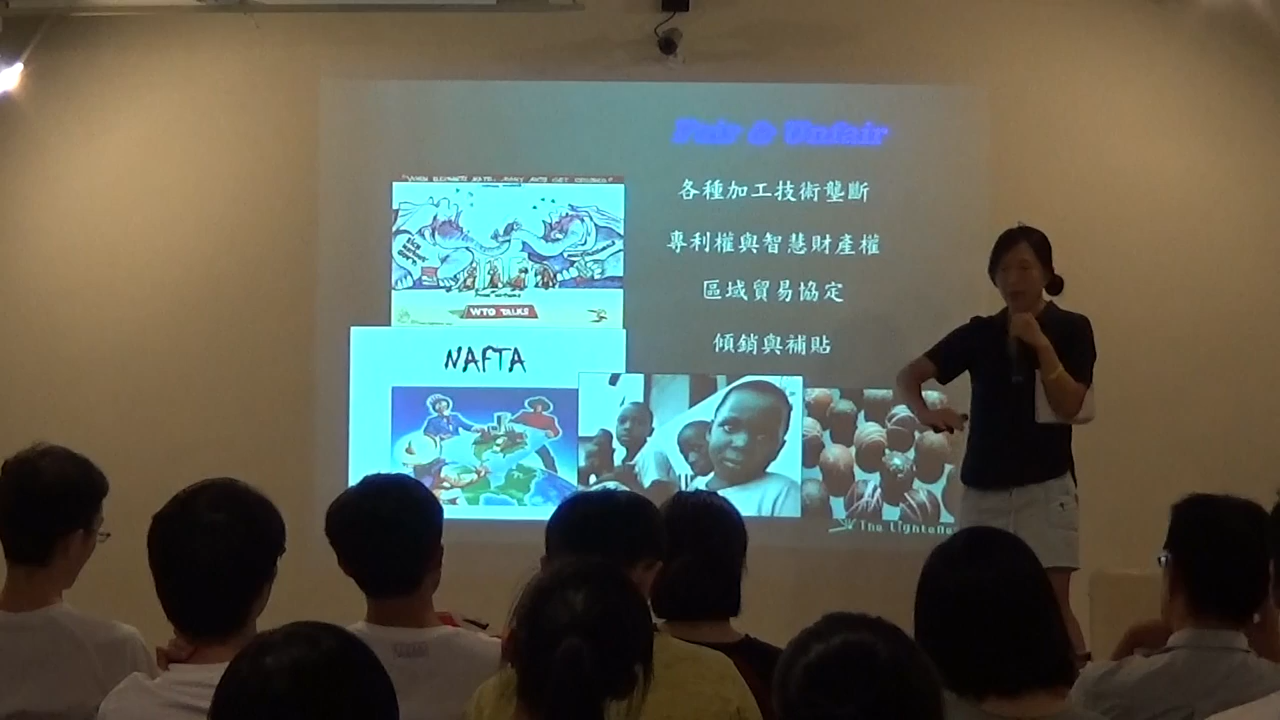 Fair & Unfair
各種加工技術壟斷
專利權與智慧財產權
區域貿易協定
傾銷與補貼
WTO TALKS
NAFTA
The Lightone